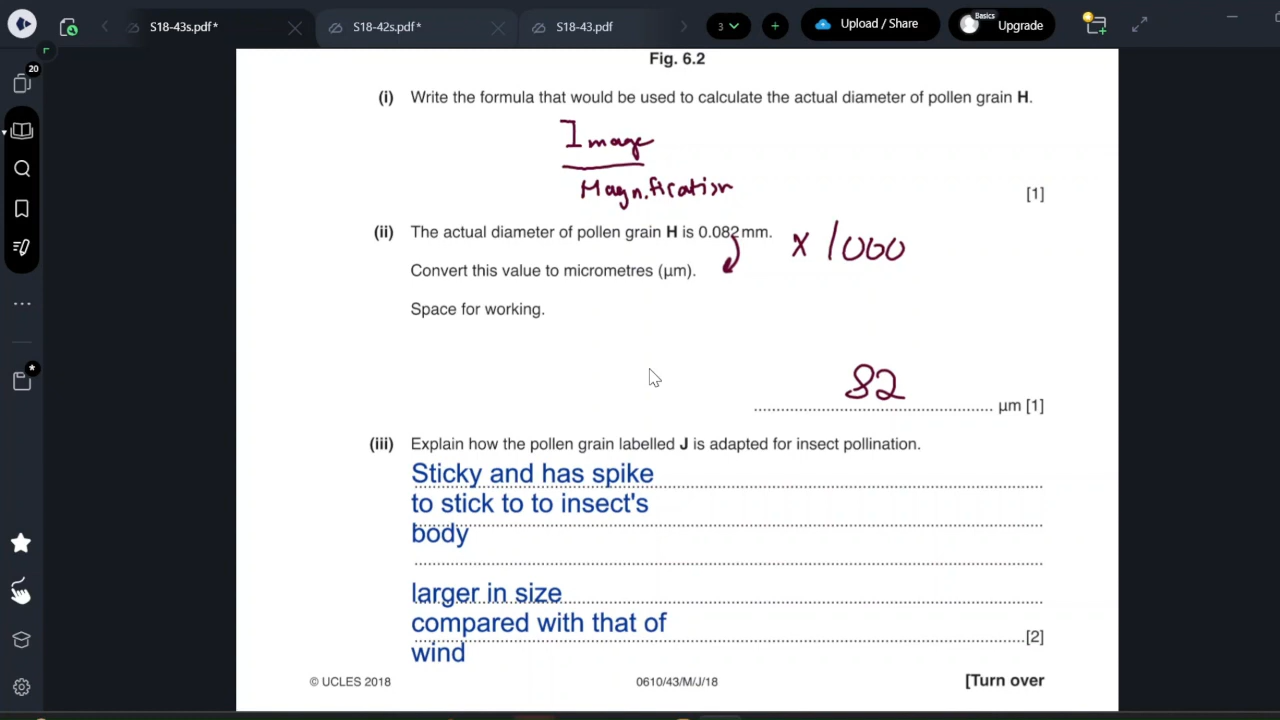 S18-43s.pdf*
S18-42s.pdf*
S18-43.pdf
3
Upload / Share
Basics
Upgrade
20
Fig. 6.2
(i) Write the formula that would be used to calculate the actual diameter of pollen grain H.
Image
Magnification
[1]
(ii) The actual diameter of pollen grain H is 0.082 mm.
x 1000
Convert this value to micrometres (μm).
Space for working.
82
μm [1]
(iii) Explain how the pollen grain labelled J is adapted for insect pollination.
Sticky and has spike
to stick to to insect's
body
larger in size
compared with that of
[2]
wind
© UCLES 2018
0610/43/M/J/18
[Turn over